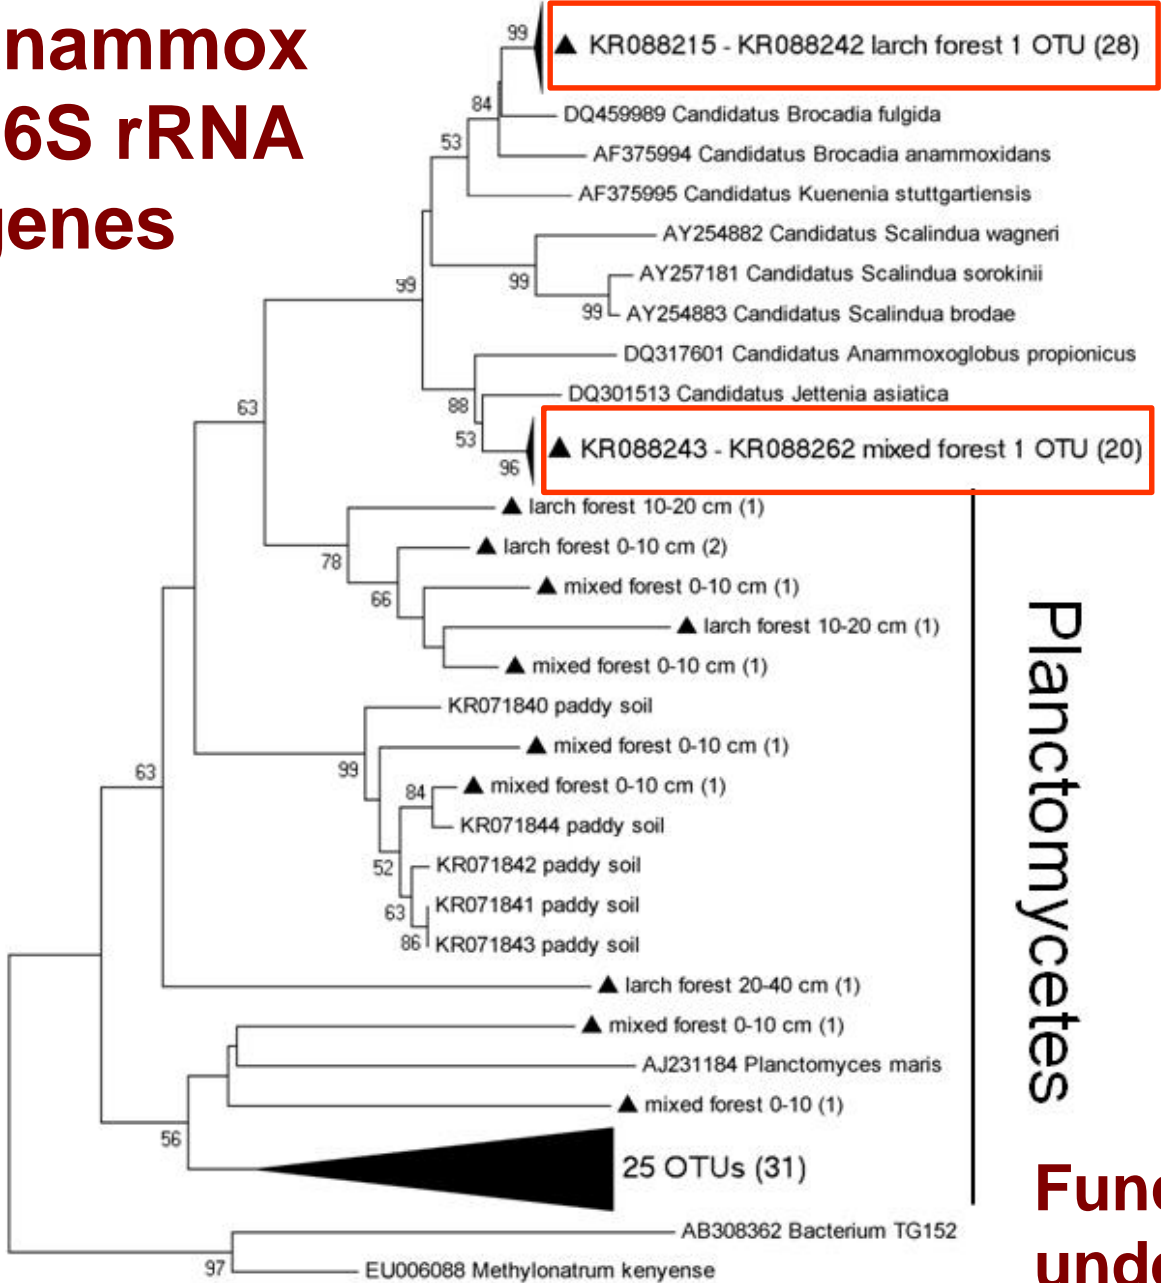 nammox
6S rRNA
genes
99
▲ KR088215 - KR088242 larch forest 1 OTU (28)
84
DQ459989 Candidatus Brocadia fulgida
53
AF375994 Candidatus Brocadia anammoxidans
AF375995 Candidatus Kuenenia stuttgartiensis
AY254882 Candidatus Scalindua wagneri
99
99
AY257181 Candidatus Scalindua sorokinii
99
AY254883 Candidatus Scalindua brodae
DQ317601 Candidatus Anammoxoglobus propionicus
63
88
DQ301513 Candidatus Jettenia asiatica
53
96
▲ KR088243 - KR088262 mixed forest 1 OTU (20)
▲ larch forest 10-20 cm (1)
78
▲ larch forest 0-10 cm (2)
66
▲ mixed forest 0-10 cm (1)
▲ larch forest 10-20 cm (1)
▲ mixed forest 0-10 cm (1)
KR071840 paddy soil
63
99
▲ mixed forest 0-10 cm (1)
84
▲ mixed forest 0-10 cm (1)
KR071844 paddy soil
52
KR071842 paddy soil
63
KR071841 paddy soil
86
KR071843 paddy soil
▲ larch forest 20-40 cm (1)
▲ mixed forest 0-10 cm (1)
AJ231184 Planctomyces maris
▲ mixed forest 0-10 (1)
56
25 OTUs (31)
Planctomycetes
AB308362 Bacterium TG152
97
EU006088 Methylonatrum kenyense
Fun
unde